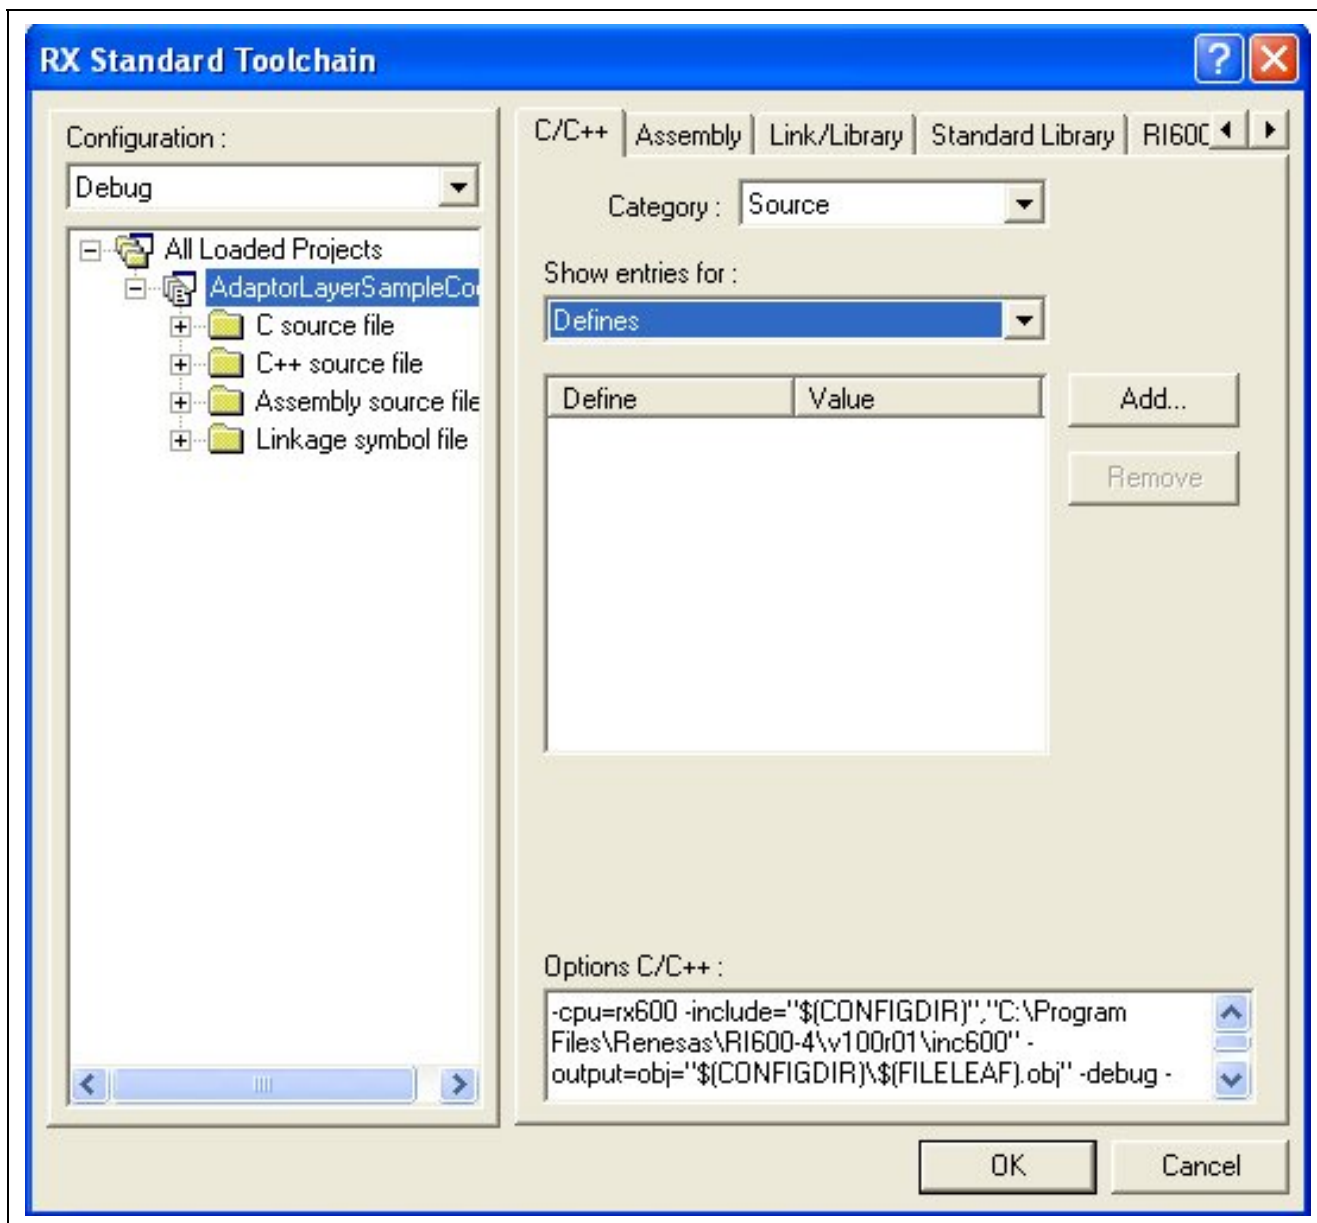 RX Standard Toolchain
Configuration :
Debug
All Loaded Projects
AdaptorLayerSampleCo
C source file
C++ source file
Assembly source file
Linkage symbol file
C/C++
Assembly
Link/Library
Standard Library
RI600
Category :
Source
Show entries for :
Defines
Define
Value
Add...
Remove
Options C/C++ :
-cpu=rx600 -include="$(CONFIGDIR)","C:\Program
Files\Renesas\RI600-4\v100r01\inc600" -
output=obj="$(CONFIGDIR)\$(FILELEAF).obj" -debug -
OK
Cancel